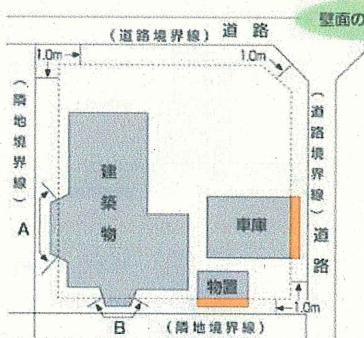 壁面の
(道路境界線) 道路
1.0m
1.0m
(隣地境界線)
(道路境界線)
道路
建築物
車庫
物置
A
B
1.0m
(隣地境界線)